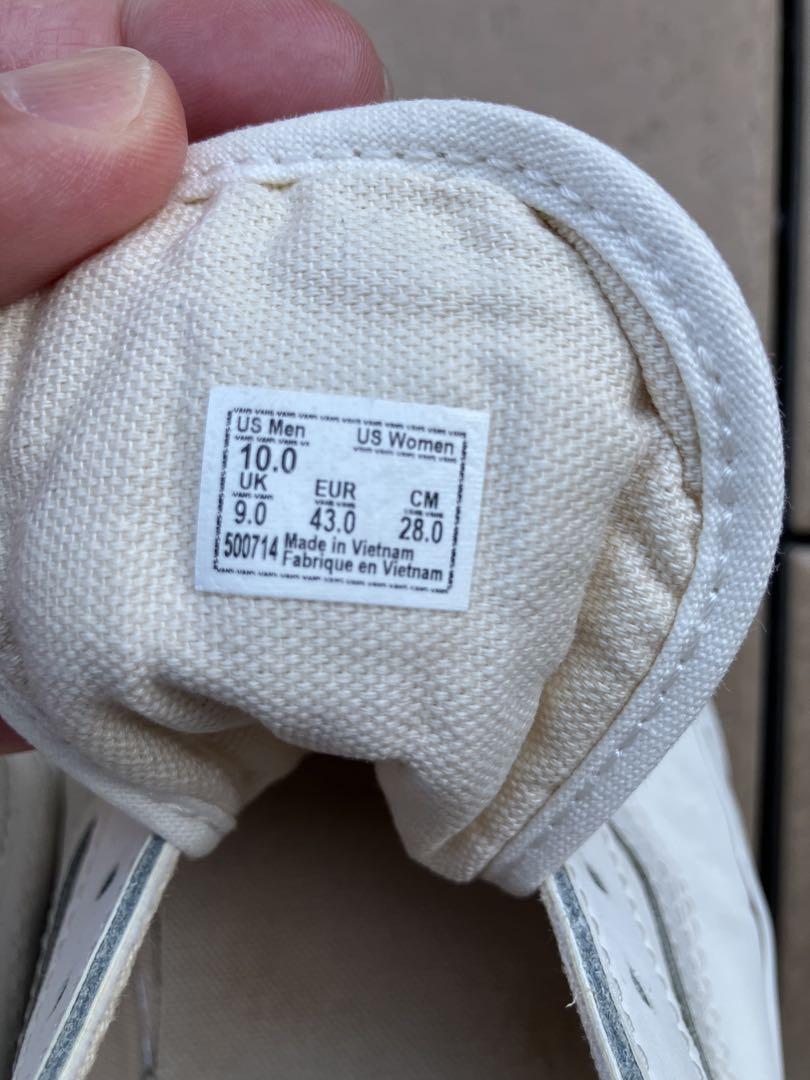 US Men US Women
10.0
UK EUR CM
9.0 43.0 28.0
500714 Made in Vietnam
Fabrique en Vietnam